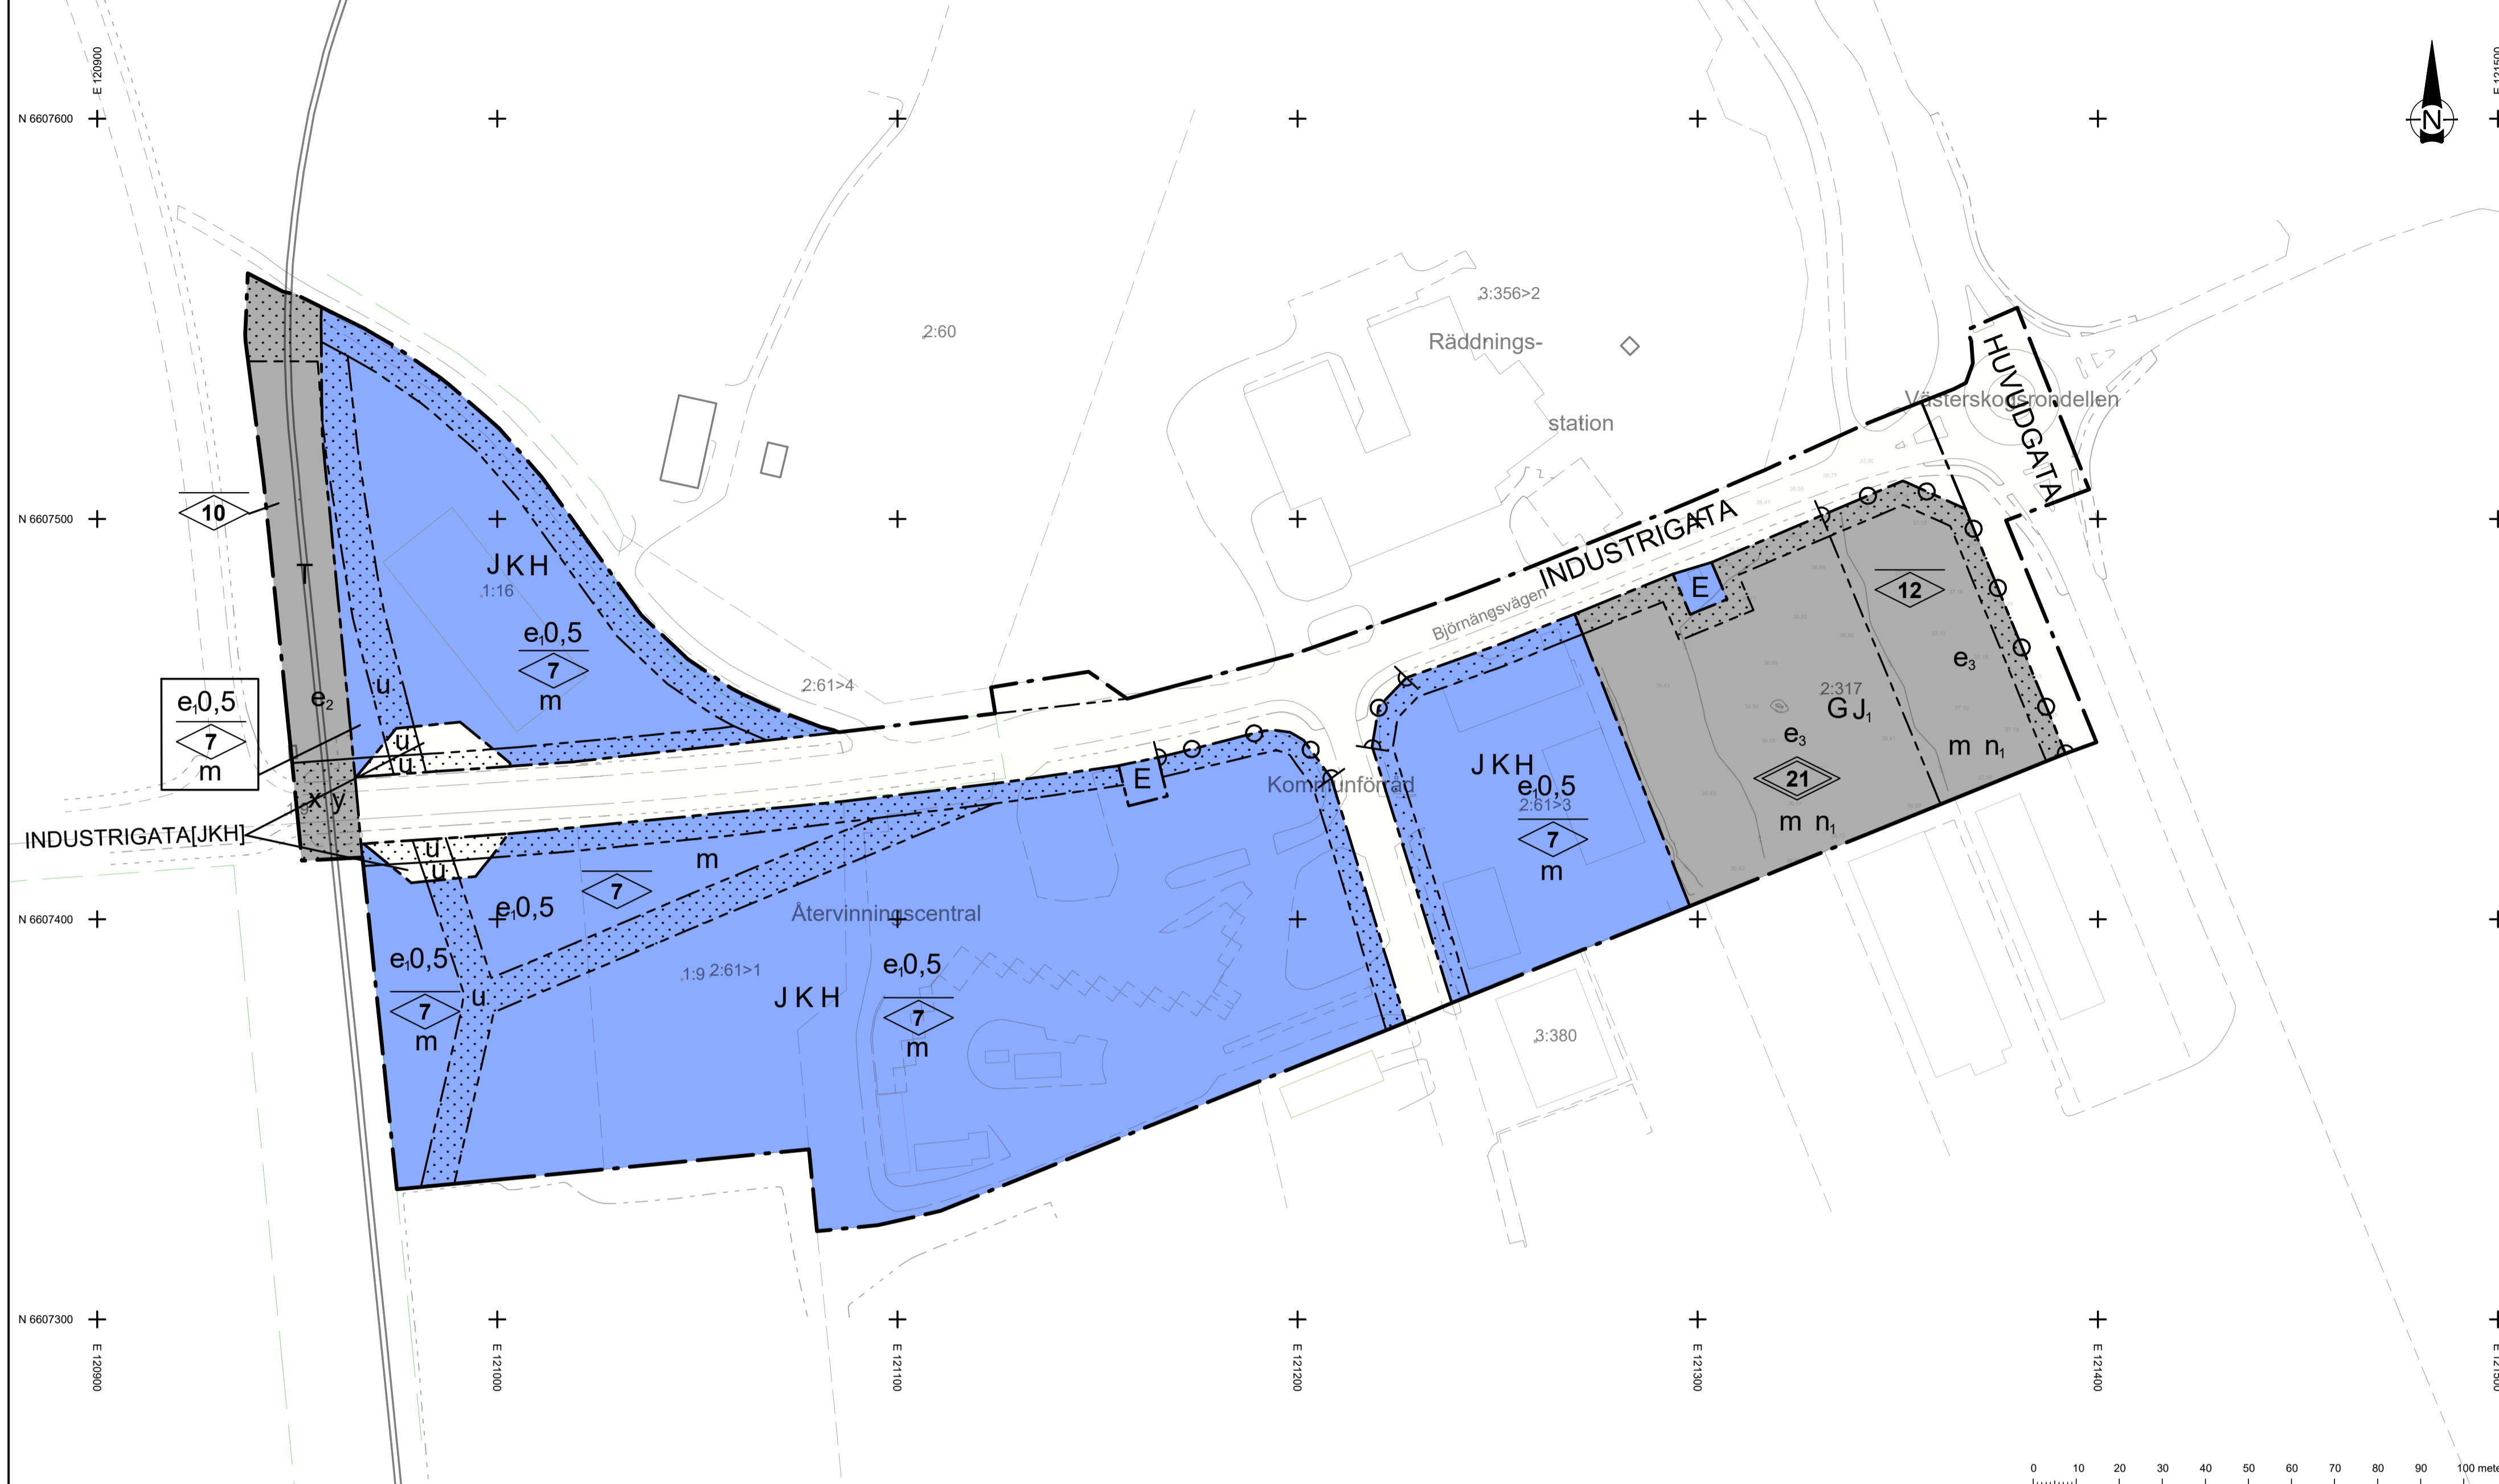 E 120900
E 121500
N 6607600
N
3:356>2
2:60
Räddnings-
station
HUVUDGATA
Västerskogsrondellen
10
N 6607500
INDUSTRIGATA
T
JKH
1:16
E
12
Björnängsvägen
e₁0,5
7
m
e₃
2:317
GJ₁
u
e₂
2:61>4
e₁0,5
7
m
u
u
e₃
m n₁
JKH
Kommunförråd
E
e₁0,5
21
x y
2:61>3
m n₁
INDUSTRIGATA[JKH]
7
m
u
u
m
7
e₁0,5
Återvinningscentral
N 6607400
e₁0,5
e₁0,5
1:9
2:61>1
u
JKH
7
m
7
m
3:380
N 6607300
E 120900
E 121000
E 121100
E 121200
E 121300
E 121400
E 121500
0 10 20 30 40 50 60 70 80 90 100 mete